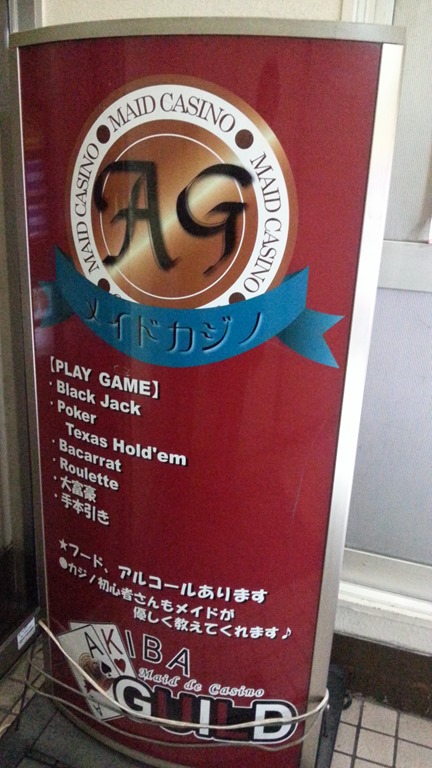 MAID CASINO
MAID CASINO
MAID CASINO
AG
メイドカジノ
【PLAY GAME】
・Black Jack
・Poker
Texas Hold'em
・Bacarrat
・Roulette
・大富豪
・手本引き
★フード、アルコールあります
●カジノ初心者さんもメイドが
優しく教えてくれます♪
AKIBA
Maid de Casino
GUILD